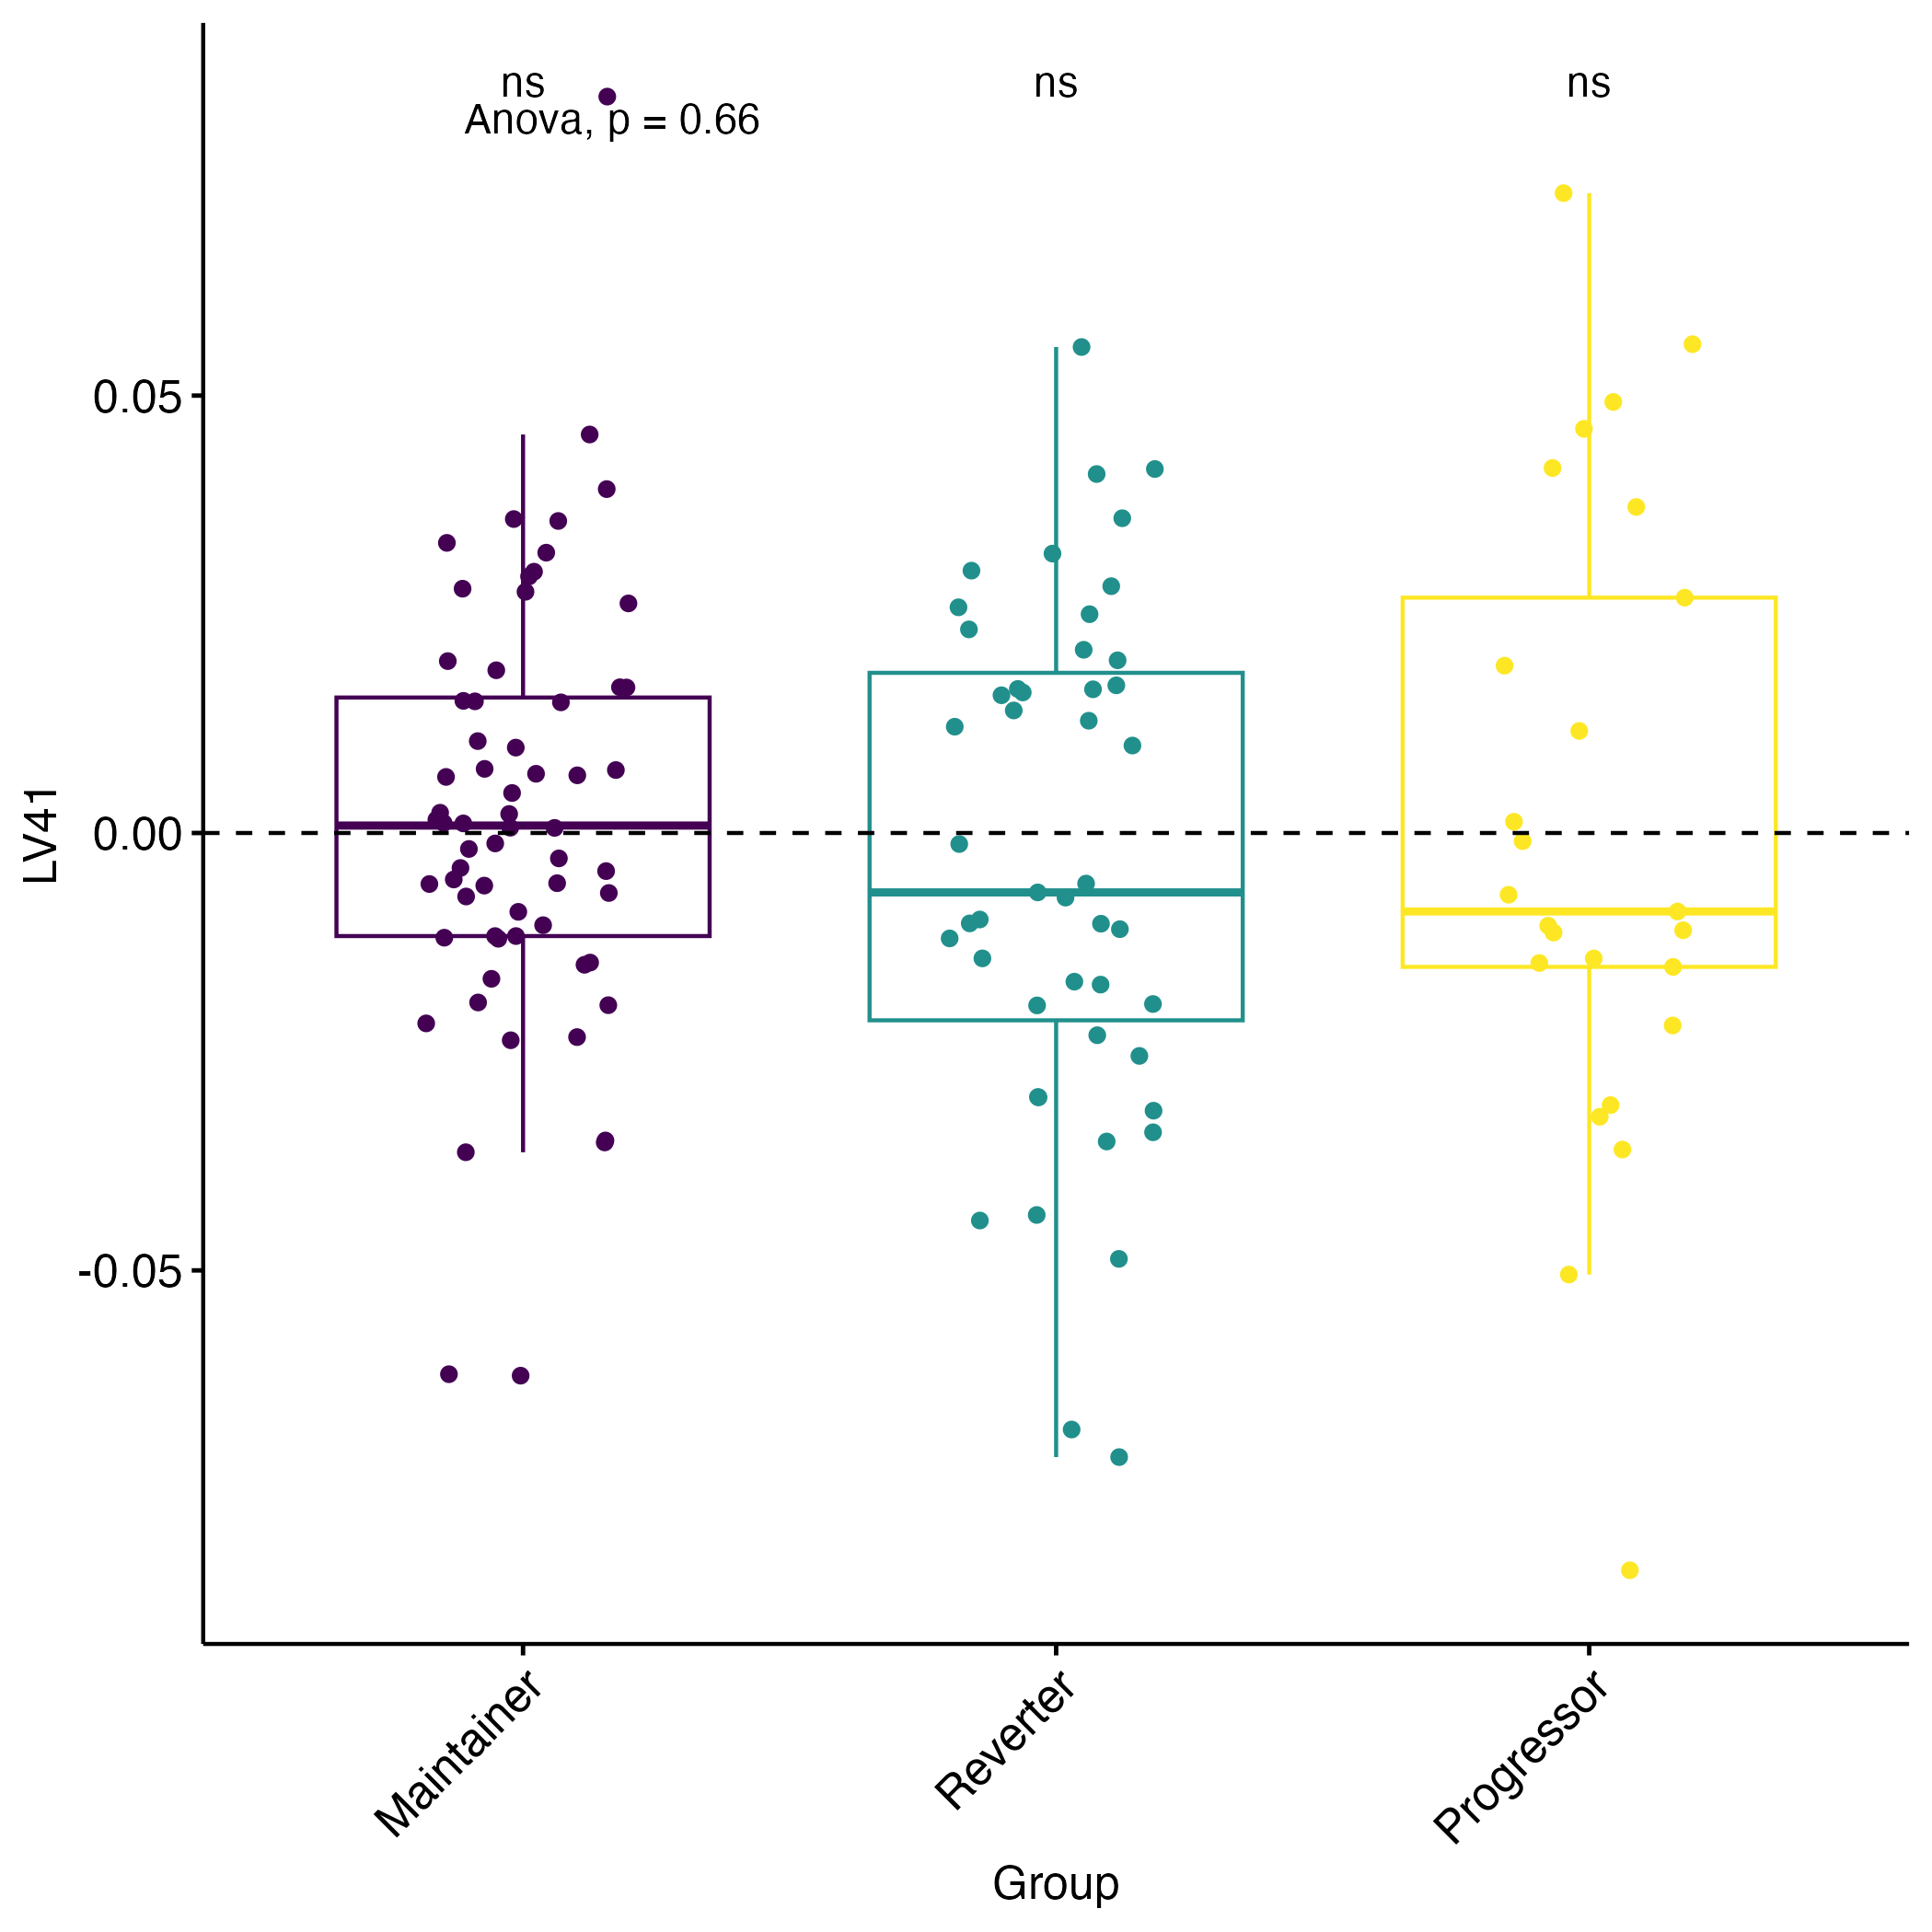 ns ns ns
Anova, p = 0.66
0.05
0.00
-0.05
LV41
Maintainer Reverter Progressor
Group